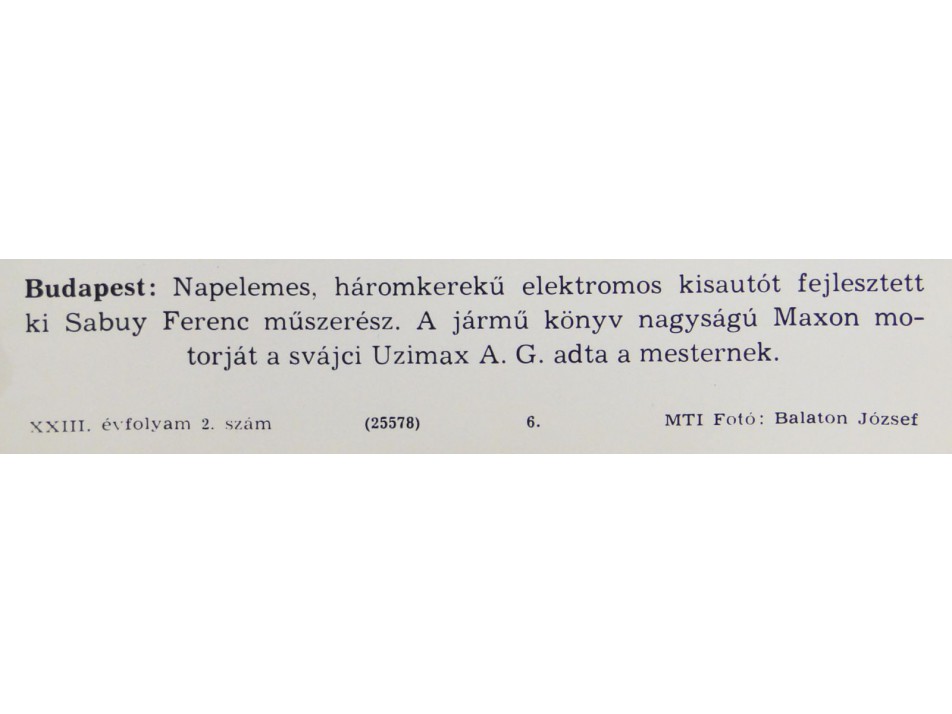 Budapest: Napelemes, háromkerekű elektromos kisautót fejlesztett
ki Sabuy Ferenc műszerész. A jármű könyv nagyságú Maxon mo-
torját a svájci Uzimax A. G. adta a mesternek.
XXIII. évfolyam 2. szám (25578) 6. MTI Fotó: Balaton József